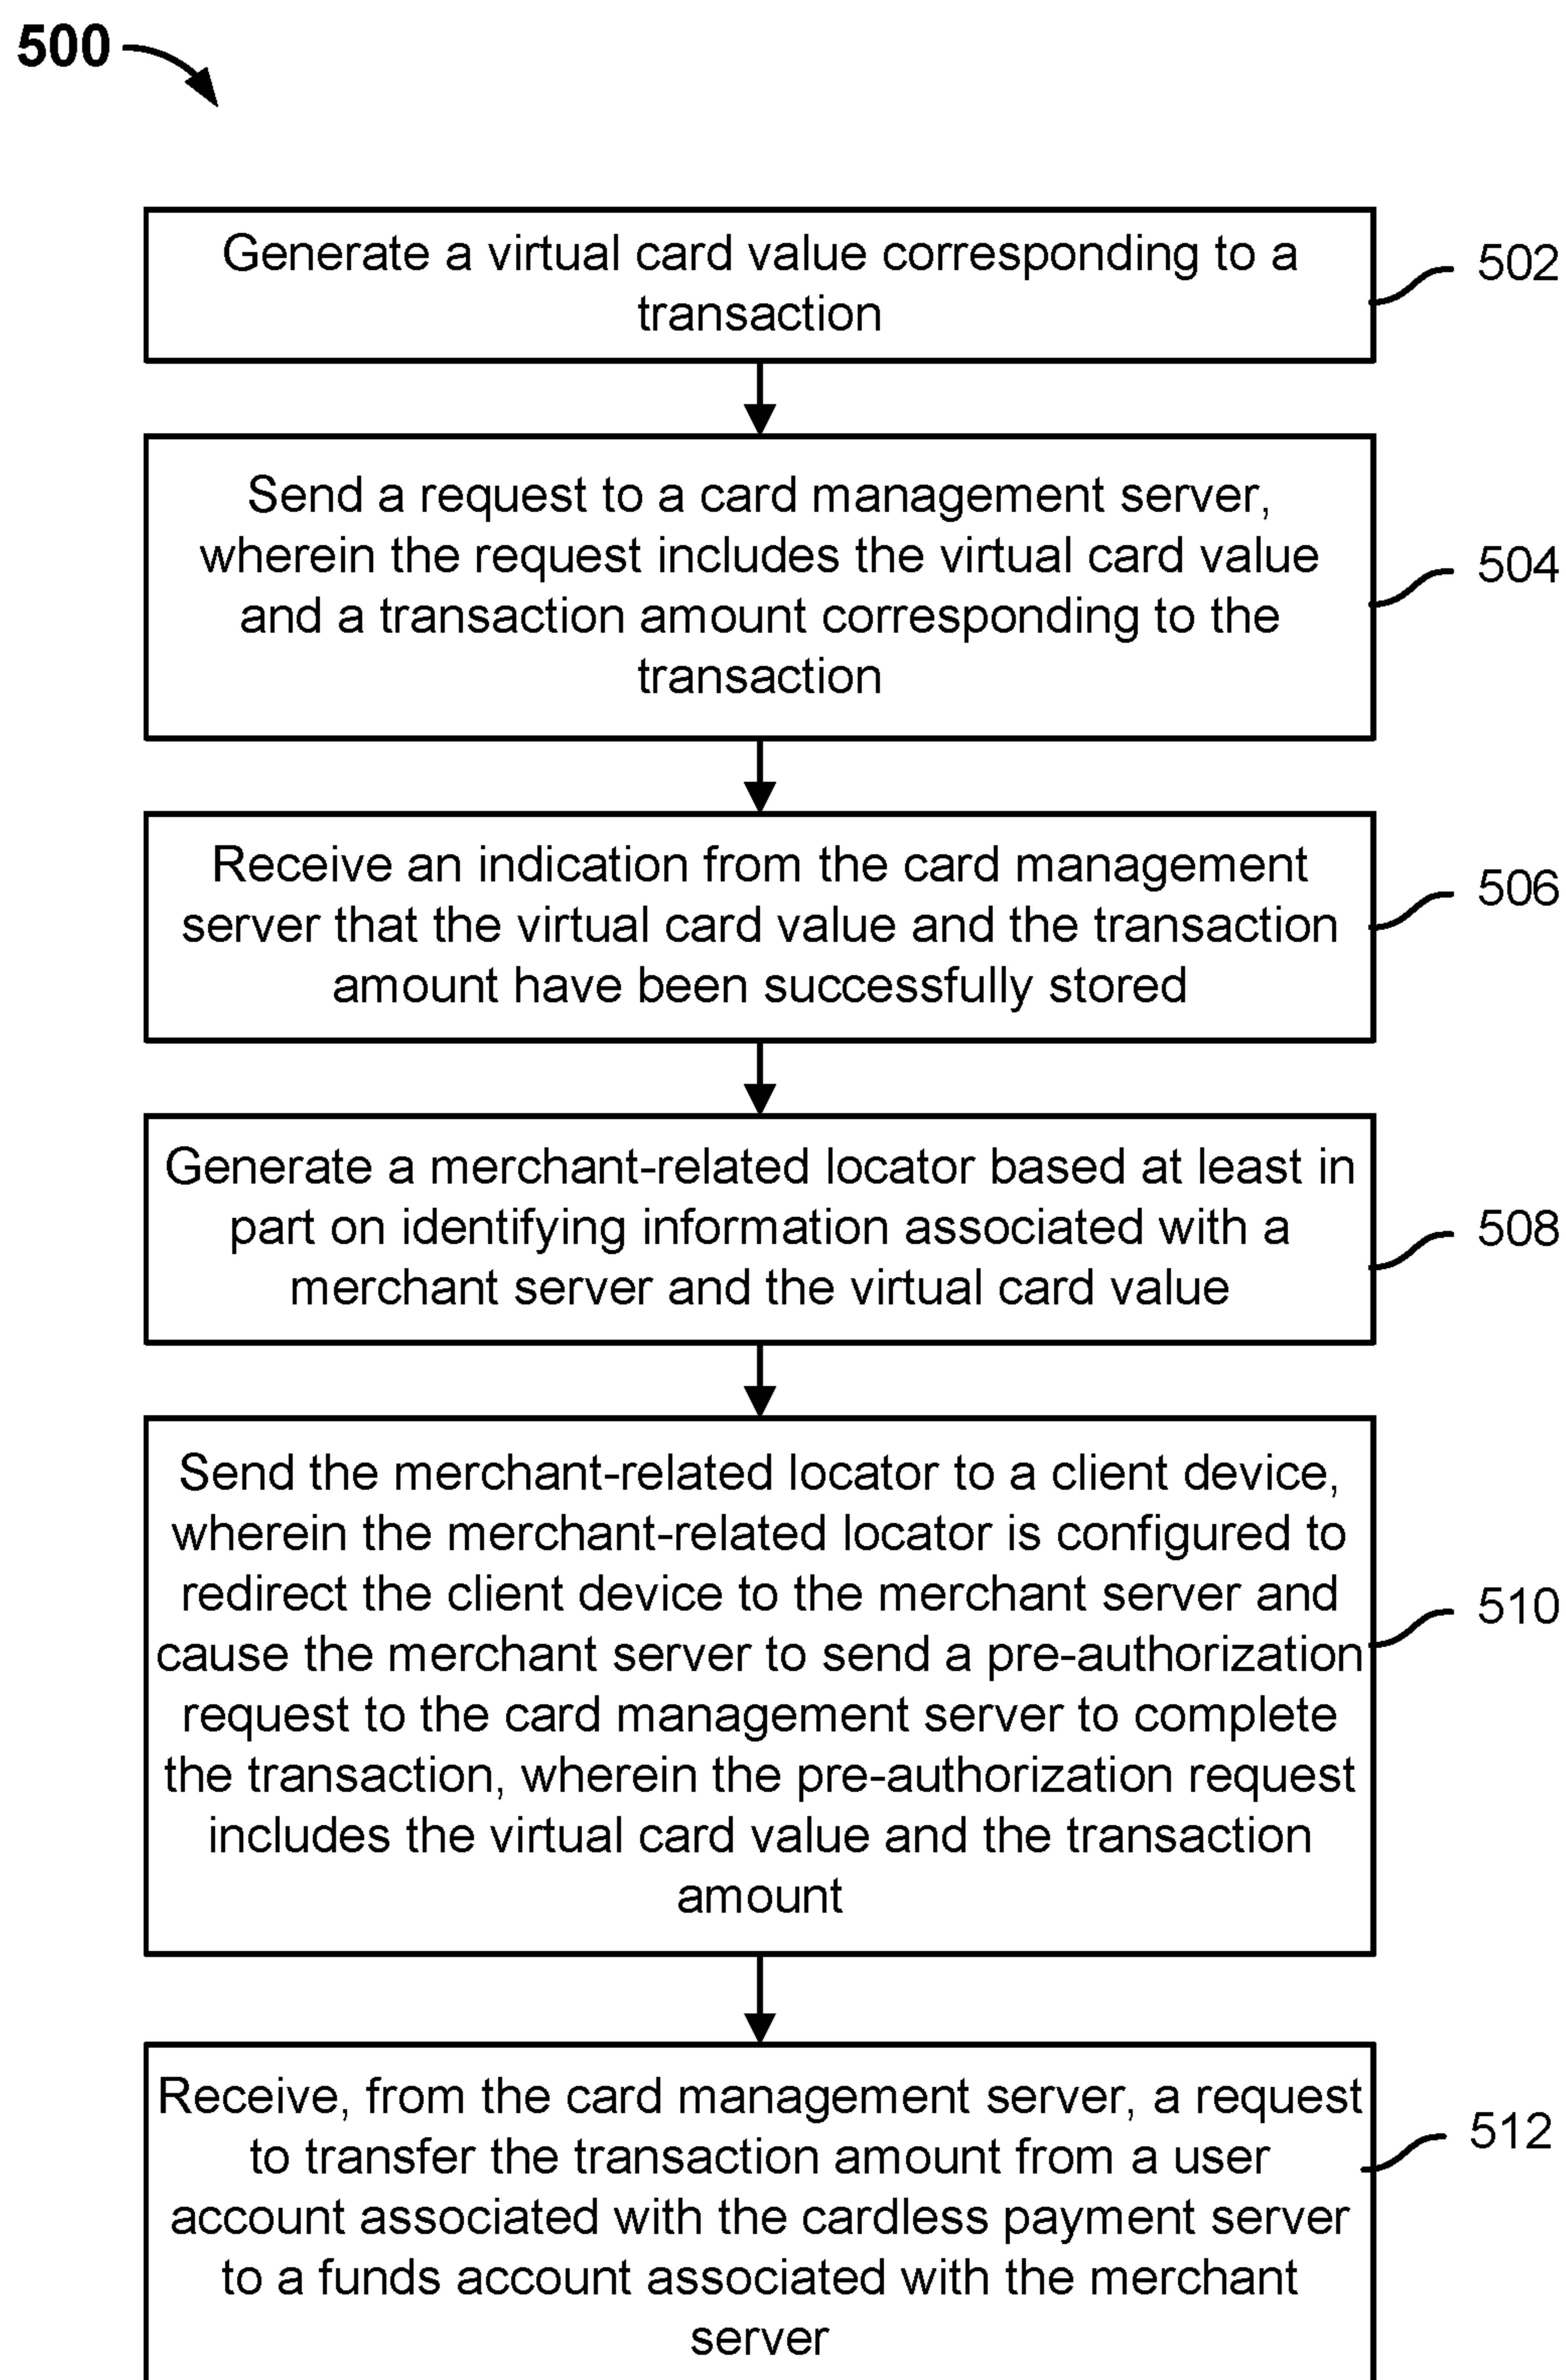 500
Generate a virtual card value corresponding to a
transaction
502
Send a request to a card management server,
wherein the request includes the virtual card value
and a transaction amount corresponding to the
transaction
504
Receive an indication from the card management
server that the virtual card value and the transaction
amount have been successfully stored
506
Generate a merchant-related locator based at least in
part on identifying information associated with a
merchant server and the virtual card value
508
Send the merchant-related locator to a client device,
wherein the merchant-related locator is configured to
redirect the client device to the merchant server and
cause the merchant server to send a pre-authorization
request to the card management server to complete
the transaction, wherein the pre-authorization request
includes the virtual card value and the transaction
amount
510
Receive, from the card management server, a request
to transfer the transaction amount from a user
account associated with the cardless payment server
to a funds account associated with the merchant
server
512